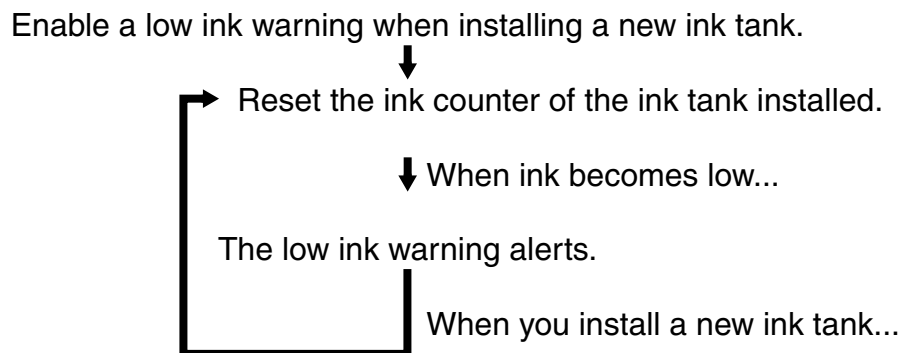 Enable a low ink warning when installing a new ink tank.
Reset the ink counter of the ink tank installed.
When ink becomes low...
The low ink warning alerts.
When you install a new ink tank...